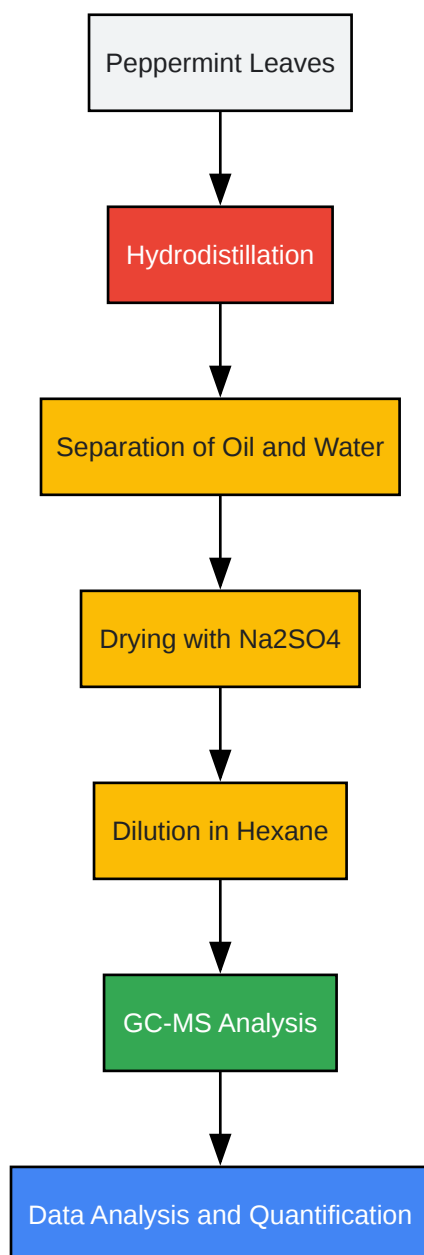 Peppermint Leaves
Hydrodistillation
Separation of Oil and Water
Drying with Na2SO4
Dilution in Hexane
GC-MS Analysis
Data Analysis and Quantification